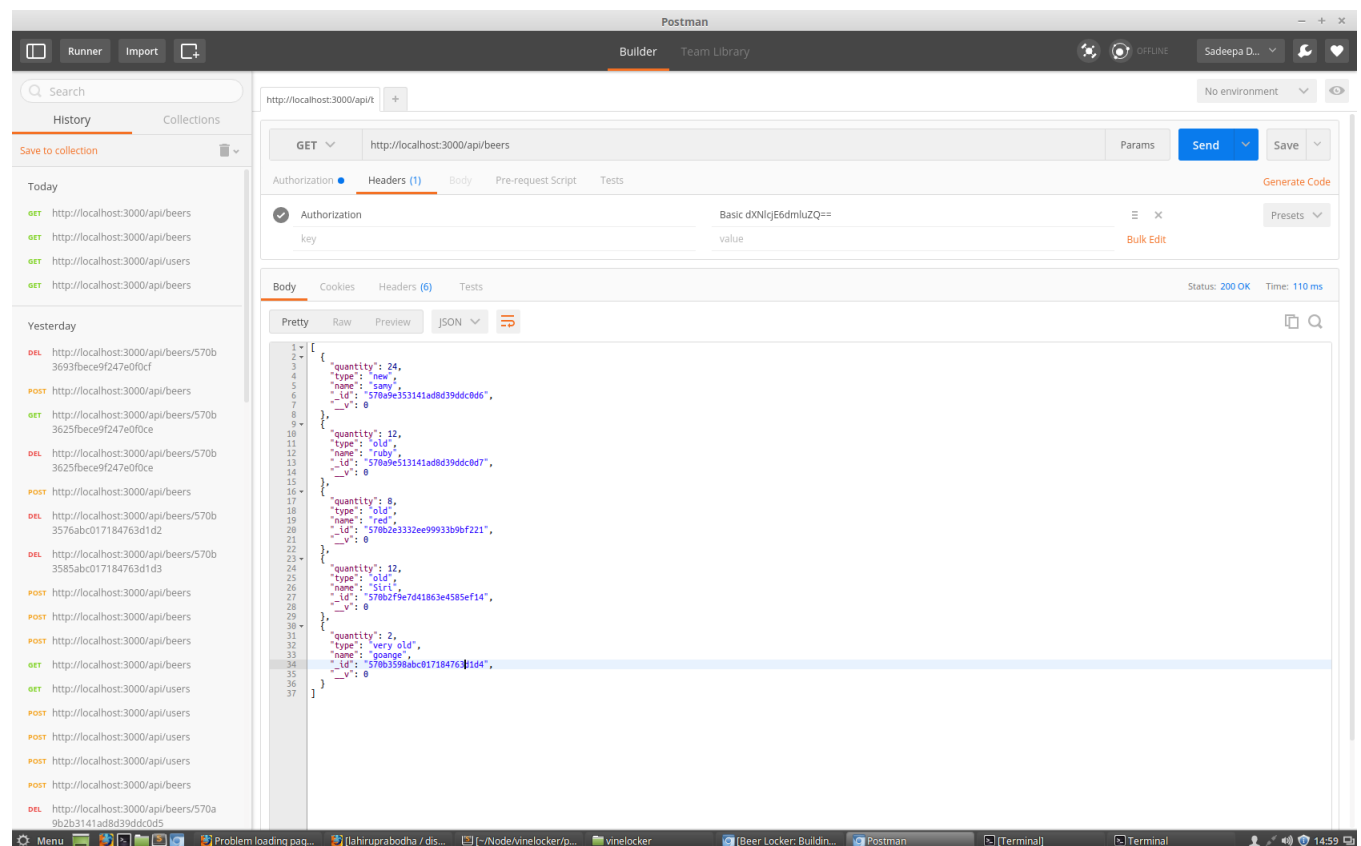 Postman
Runner Import Builder Team Library OFFLINE Sadeepa D...
Search
History Collections
Save to collection
Today
GET http://localhost:3000/api/beers
GET http://localhost:3000/api/beers
GET http://localhost:3000/api/users
GET http://localhost:3000/api/beers
Yesterday
DEL http://localhost:3000/api/beers/570b
3693fbece9f247e0f0cf
POST http://localhost:3000/api/beers
GET http://localhost:3000/api/beers/570b
3625fbece9f247e0f0ce
DEL http://localhost:3000/api/beers/570b
3625fbece9f247e0f0ce
POST http://localhost:3000/api/beers
DEL http://localhost:3000/api/beers/570b
3576abc017184763d1d2
DEL http://localhost:3000/api/beers/570b
3585abc017184763d1d3
POST http://localhost:3000/api/beers
POST http://localhost:3000/api/beers
POST http://localhost:3000/api/beers
GET http://localhost:3000/api/beers
GET http://localhost:3000/api/users
POST http://localhost:3000/api/users
POST http://localhost:3000/api/users
POST http://localhost:3000/api/users
POST http://localhost:3000/api/beers
DEL http://localhost:3000/api/beers/570a
9b2b3141ad8d39ddc0d5
http://localhost:3000/api/t +
No environment
GET http://localhost:3000/api/beers Params Send Save
Authorization Headers (1) Body Pre-request Script Tests Generate Code
Authorization Basic dXNlcjE6dmluZQ== Presets
key value Bulk Edit
Body Cookies Headers (6) Tests Status: 200 OK Time: 110 ms
Pretty Raw Preview JSON
1 [
2 {
3 "quantity": 24,
4 "type": "new",
5 "name": "samy",
6 "_id": "570a9e353141ad8d39ddc0d6",
7 "__v": 0
8 },
9 {
10 "quantity": 12,
11 "type": "old",
12 "name": "ruby",
13 "_id": "570a9e513141ad8d39ddc0d7",
14 "__v": 0
15 },
16 {
17 "quantity": 8,
18 "type": "old",
19 "name": "red",
20 "_id": "570b2e3332ee99933b9bf221",
21 "__v": 0
22 },
23 {
24 "quantity": 12,
25 "type": "old",
26 "name": "Siri",
27 "_id": "570b2f9e7d41863e4585ef14",
28 "__v": 0
29 },
30 {
31 "quantity": 2,
32 "type": "very old",
33 "name": "goange",
34 "_id": "570b3598abc017184763d1d4",
35 "__v": 0
36 }
37 ]
Menu Problem loading pag... [lahiruprabodha / dis... [~/Node/vinelocker/p... vinelocker [Beer Locker: Buildin... Postman [Terminal] Terminal 14:59